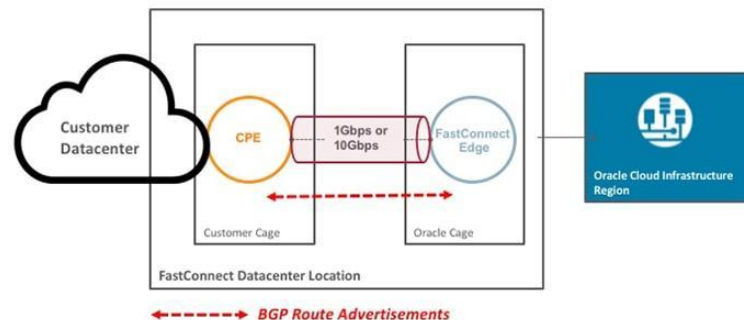 Customer
Datacenter
CPE
1Gbps or
10Gbps
FastConnect
Edge
Customer Cage
Oracle Cage
FastConnect Datacenter Location
Oracle Cloud Infrastructure
Region
BGP Route Advertisements